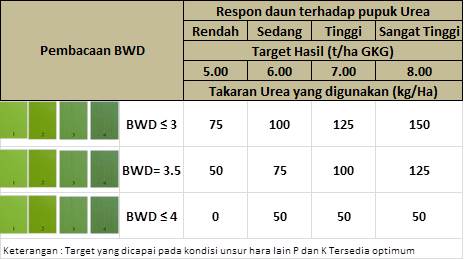 Pembacaan BWD
Respon daun terhadap pupuk Urea
Rendah Sedang Tinggi Sangat Tinggi
Target Hasil (t/ha GKG)
5.00 6.00 7.00 8.00
Takaran Urea yang digunakan (kg/Ha)
1 2 3 4 BWD ≤ 3 75 100 125 150
1 2 3 4 BWD= 3.5 50 75 100 125
1 2 3 4 BWD ≤ 4 0 50 50 50
Keterangan : Target yang dicapai pada kondisi unsur hara lain P dan K Tersedia optimum